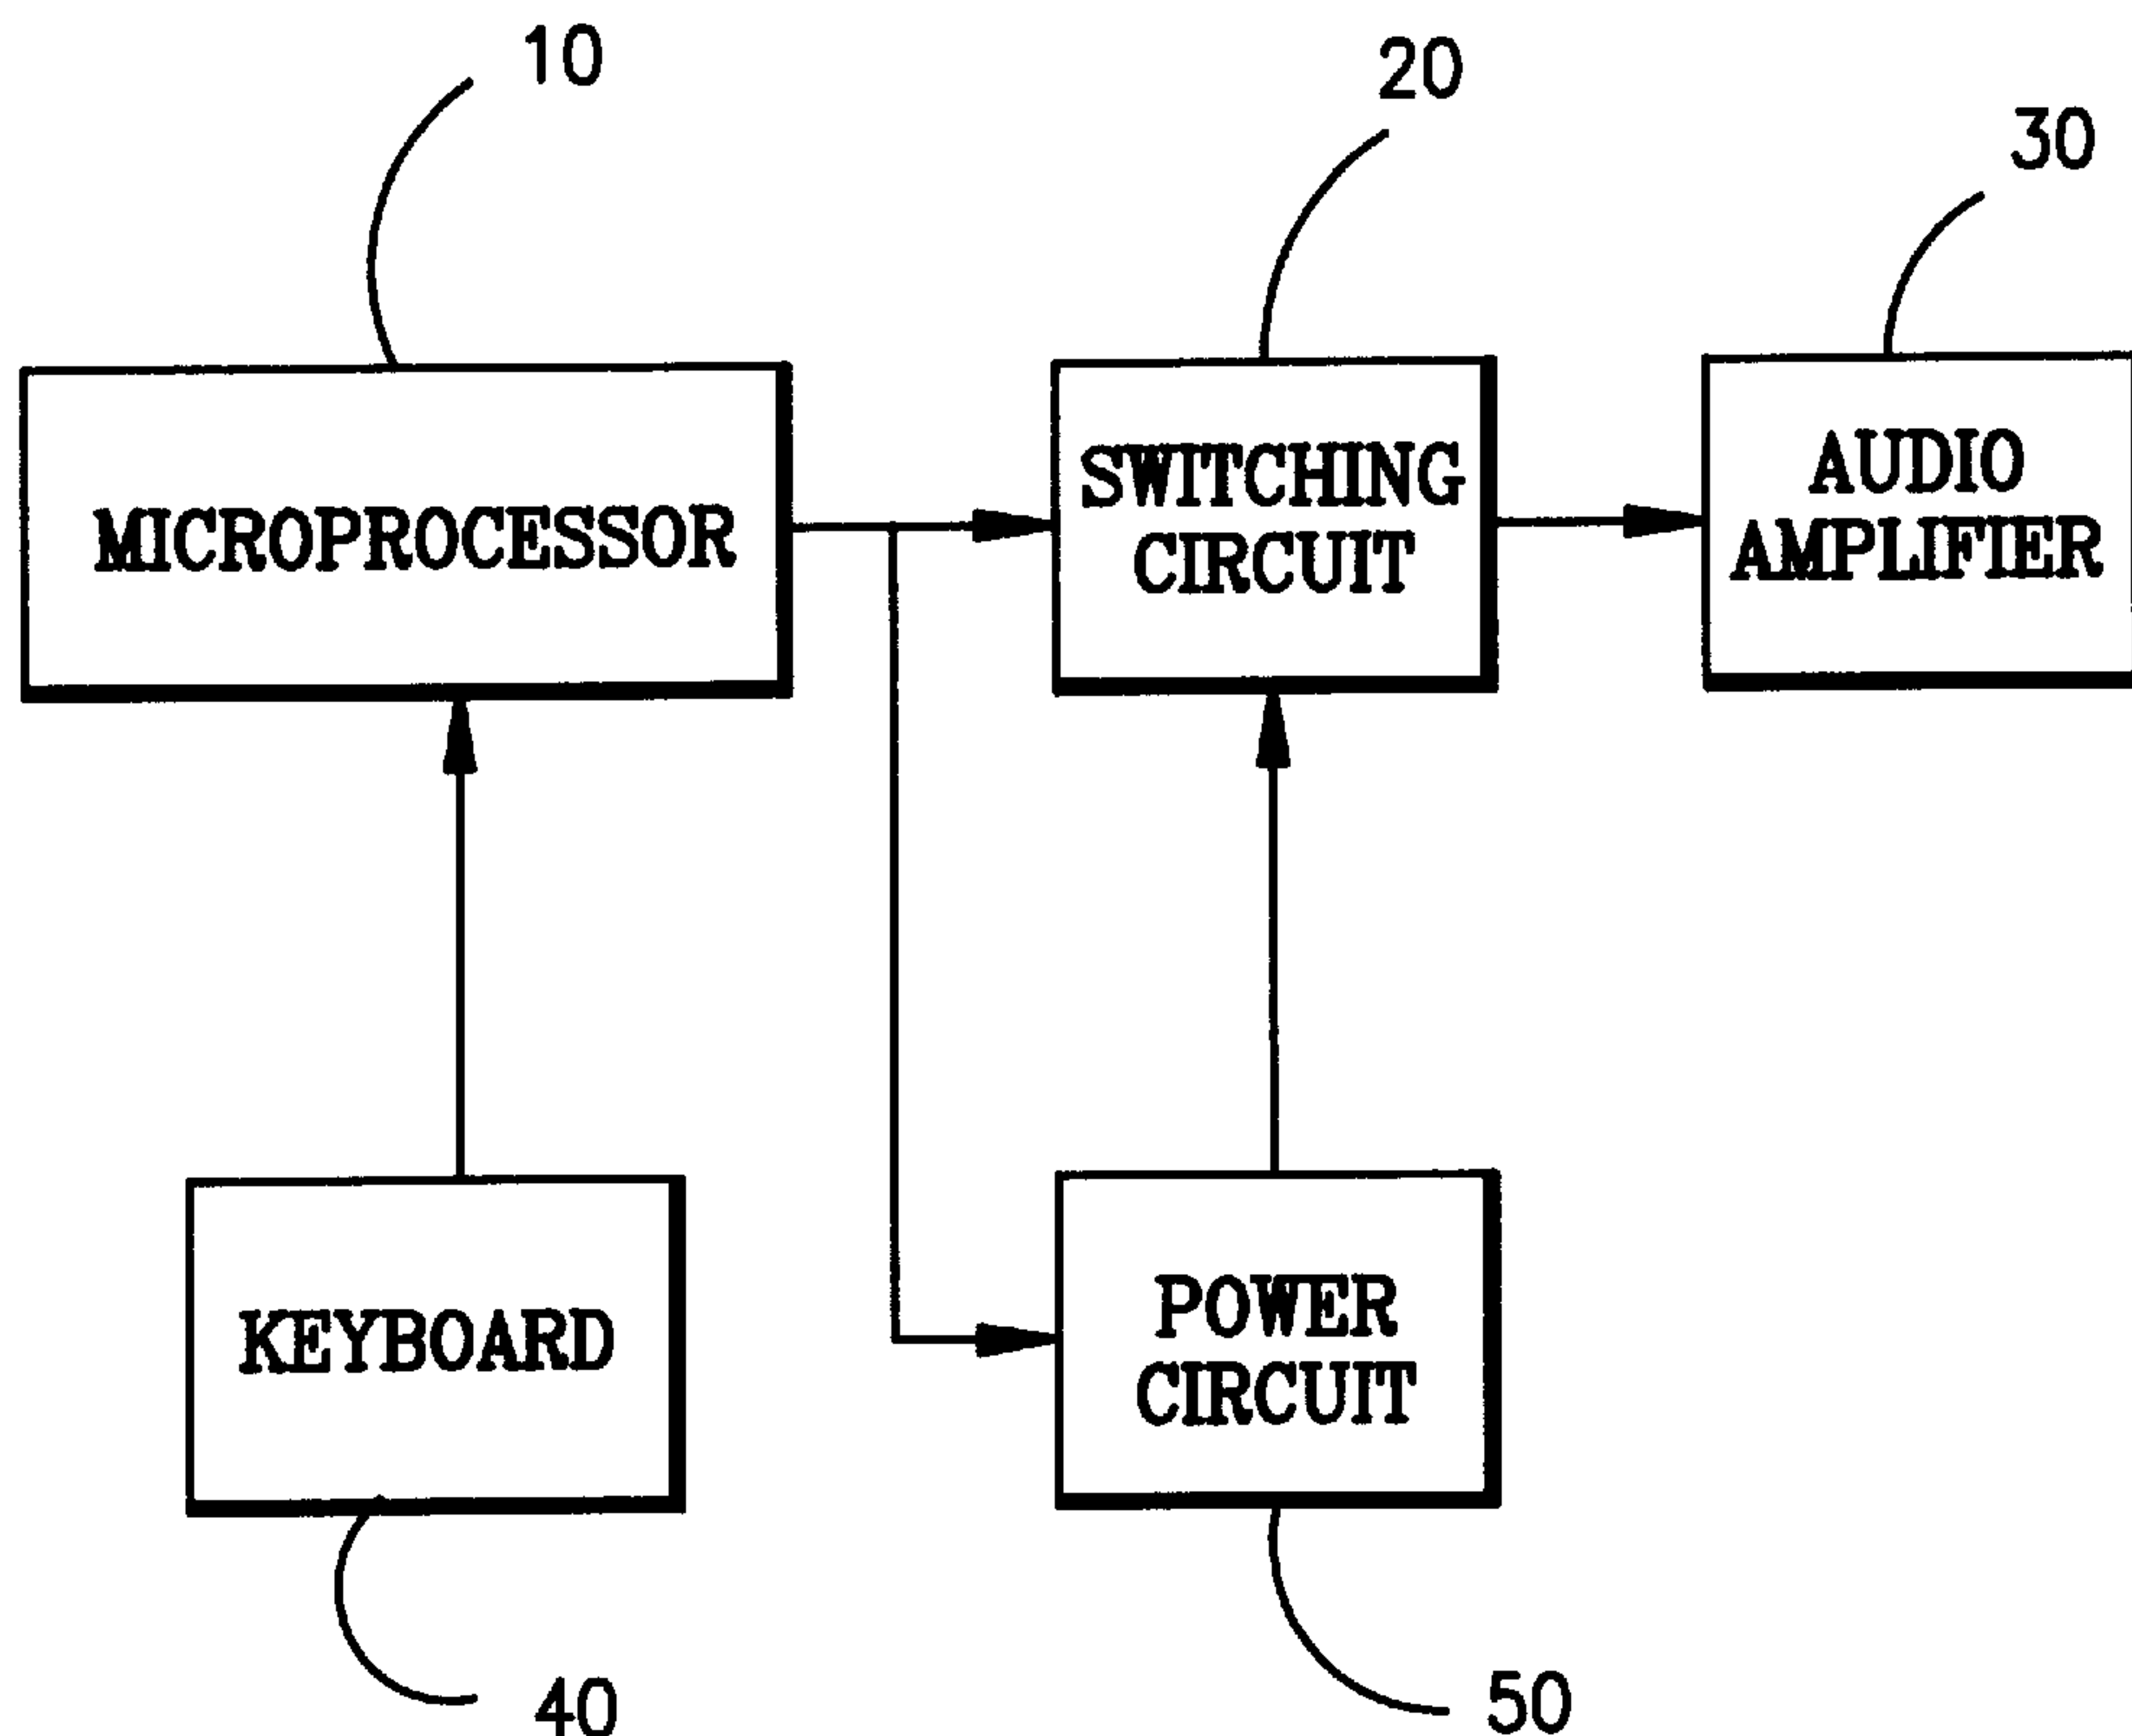 10
20
30
MICROPROCESSOR
SWITCHING
CIRCUIT
AUDIO
AMPLIFIER
KEYBOARD
POWER
CIRCUIT
40
50